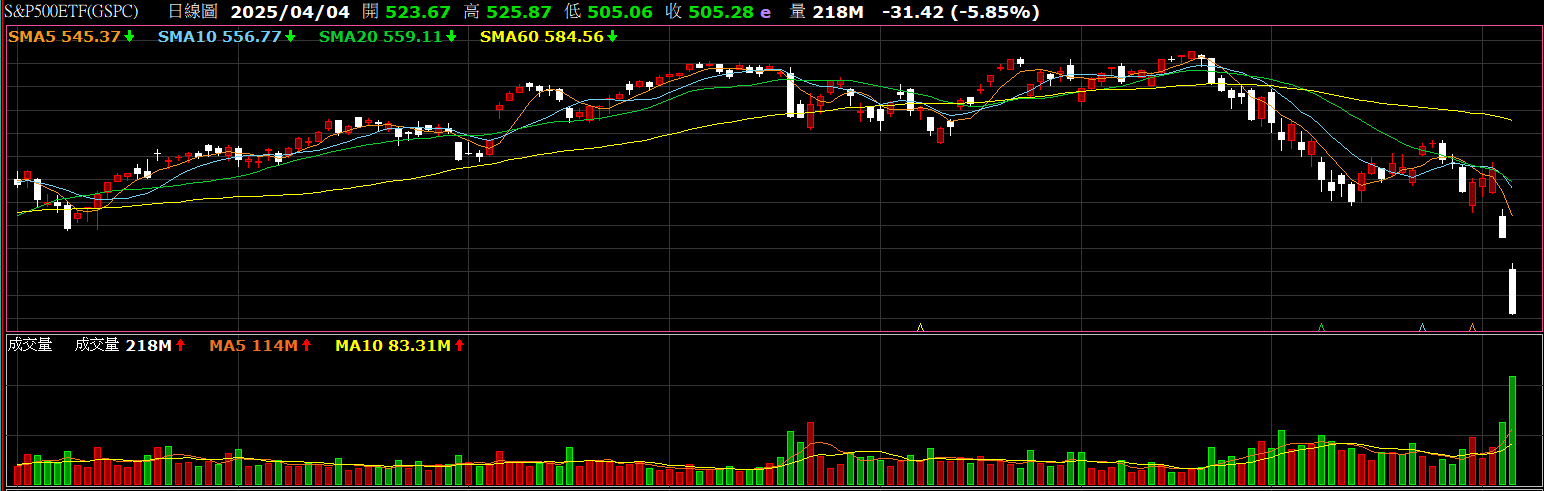 S&P500ETF(GSPC) 日線圖 2025/04/04 開 523.67 高 525.87 低 505.06 收 505.28 e 量 218M -31.42 (-5.85%)
SMA5 545.37↓ SMA10 556.77↓ SMA20 559.11↓ SMA60 584.56↓
成交量 成交量 218M↑ MA5 114M↑ MA10 83.31M↑